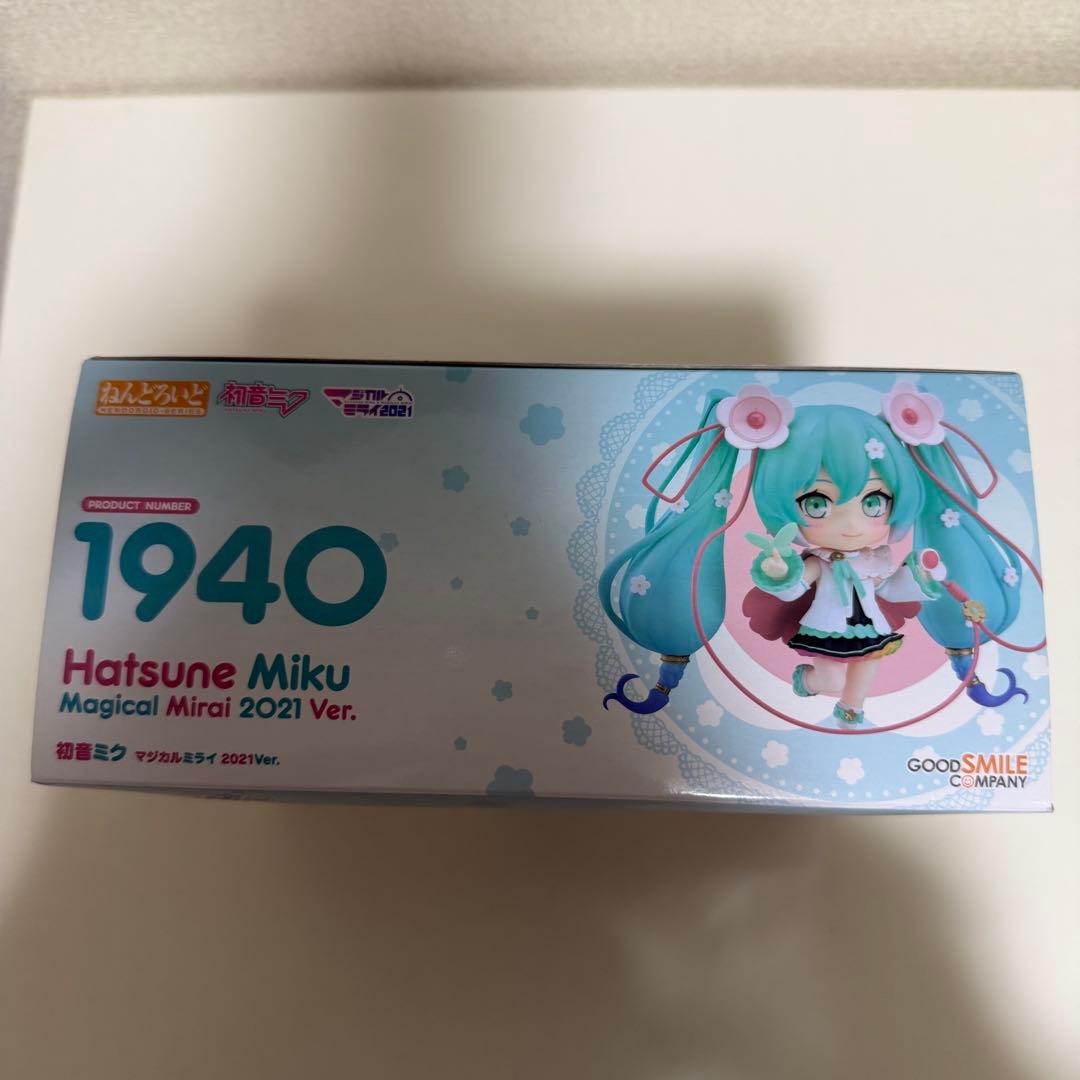 ねんどろいど
NENDOROID-SERIES
初音ミク
HATSUNE MIKU
マジカル
ミライ2021
PRODUCT NUMBER
1940
Hatsune Miku
Magical Mirai 2021 Ver.
初音ミク マジカルミライ 2021Ver.
GOOD SMILE
COMPANY